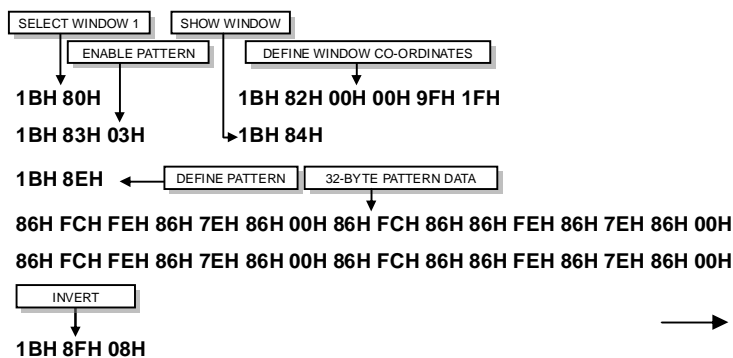 SELECT WINDOW 1 SHOW WINDOW
ENABLE PATTERN DEFINE WINDOW CO-ORDINATES
1BH 80H 1BH 82H 00H 00H 9FH 1FH
1BH 83H 03H 1BH 84H
1BH 8EH DEFINE PATTERN 32-BYTE PATTERN DATA
86H FCH FEH 86H 7EH 86H 00H 86H FCH 86H 86H FEH 86H 7EH 86H 00H
86H FCH FEH 86H 7EH 86H 00H 86H FCH 86H 86H FEH 86H 7EH 86H 00H
INVERT
1BH 8FH 08H